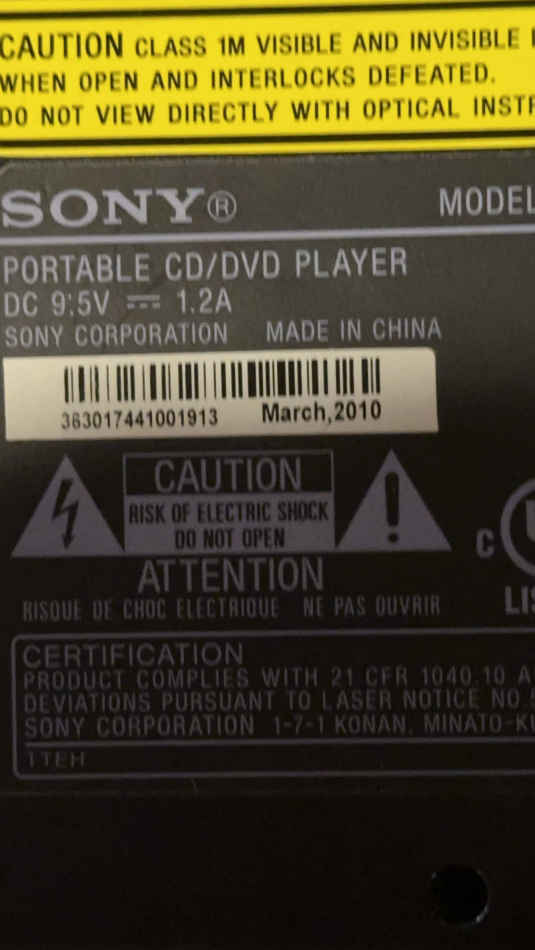 CAUTION CLASS 1M VISIBLE AND INVISIBLE
WHEN OPEN AND INTERLOCKS DEFEATED.
DO NOT VIEW DIRECTLY WITH OPTICAL INSTR
SONY® MODEL
PORTABLE CD/DVD PLAYER
DC 9.5V ⎓ 1.2A
SONY CORPORATION MADE IN CHINA
363017441001913 March,2010
CAUTION
RISK OF ELECTRIC SHOCK
DO NOT OPEN
ATTENTION
RISQUE DE CHOC ELECTRIQUE NE PAS OUVRIR
C U
LIS
CERTIFICATION
PRODUCT COMPLIES WITH 21 CFR 1040.10 A
DEVIATIONS PURSUANT TO LASER NOTICE NO.
SONY CORPORATION 1-7-1 KONAN, MINATO-KU
1TEH